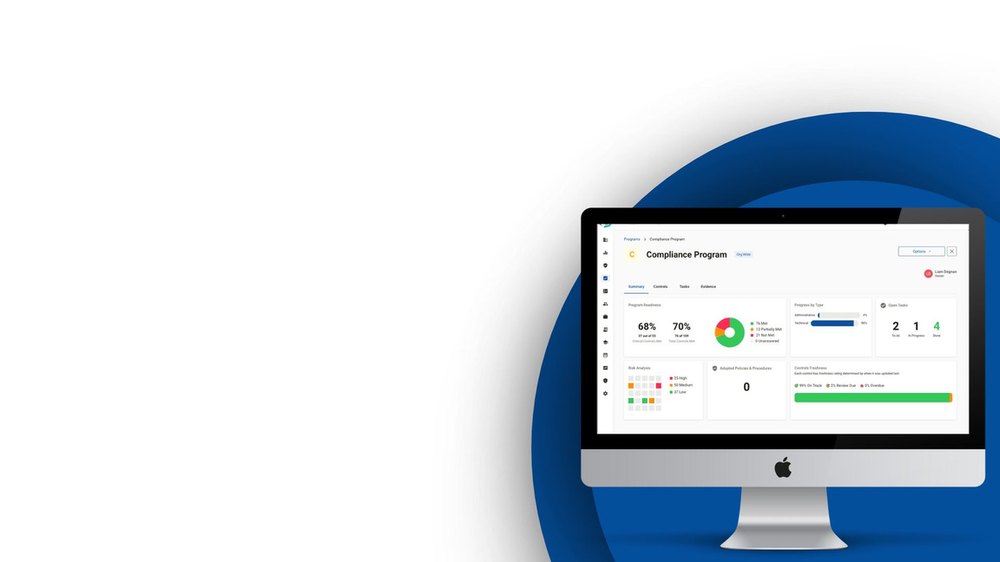 Programs > Compliance Program
C Compliance Program Org Wide
Options
Liam Degnan
Owner
Summary Controls Tasks Evidence
Program Readiness
68%
57 out of 55
Critical Controls Met
70%
76 of 109
Total Controls Met
76 Met
13 Partially Met
21 Not Met
0 Unanswered
Progress by Type
Administrative 4%
Technical 90%
Open Tasks
2 1 4
To do In Progress Done
Risk Analysis
25 High
50 Medium
37 Low
Adopted Policies & Procedures
0
Controls Freshness
Each control has freshness rating determined by when it was updated last
99% On Track 2% Review Due 0% Overdue